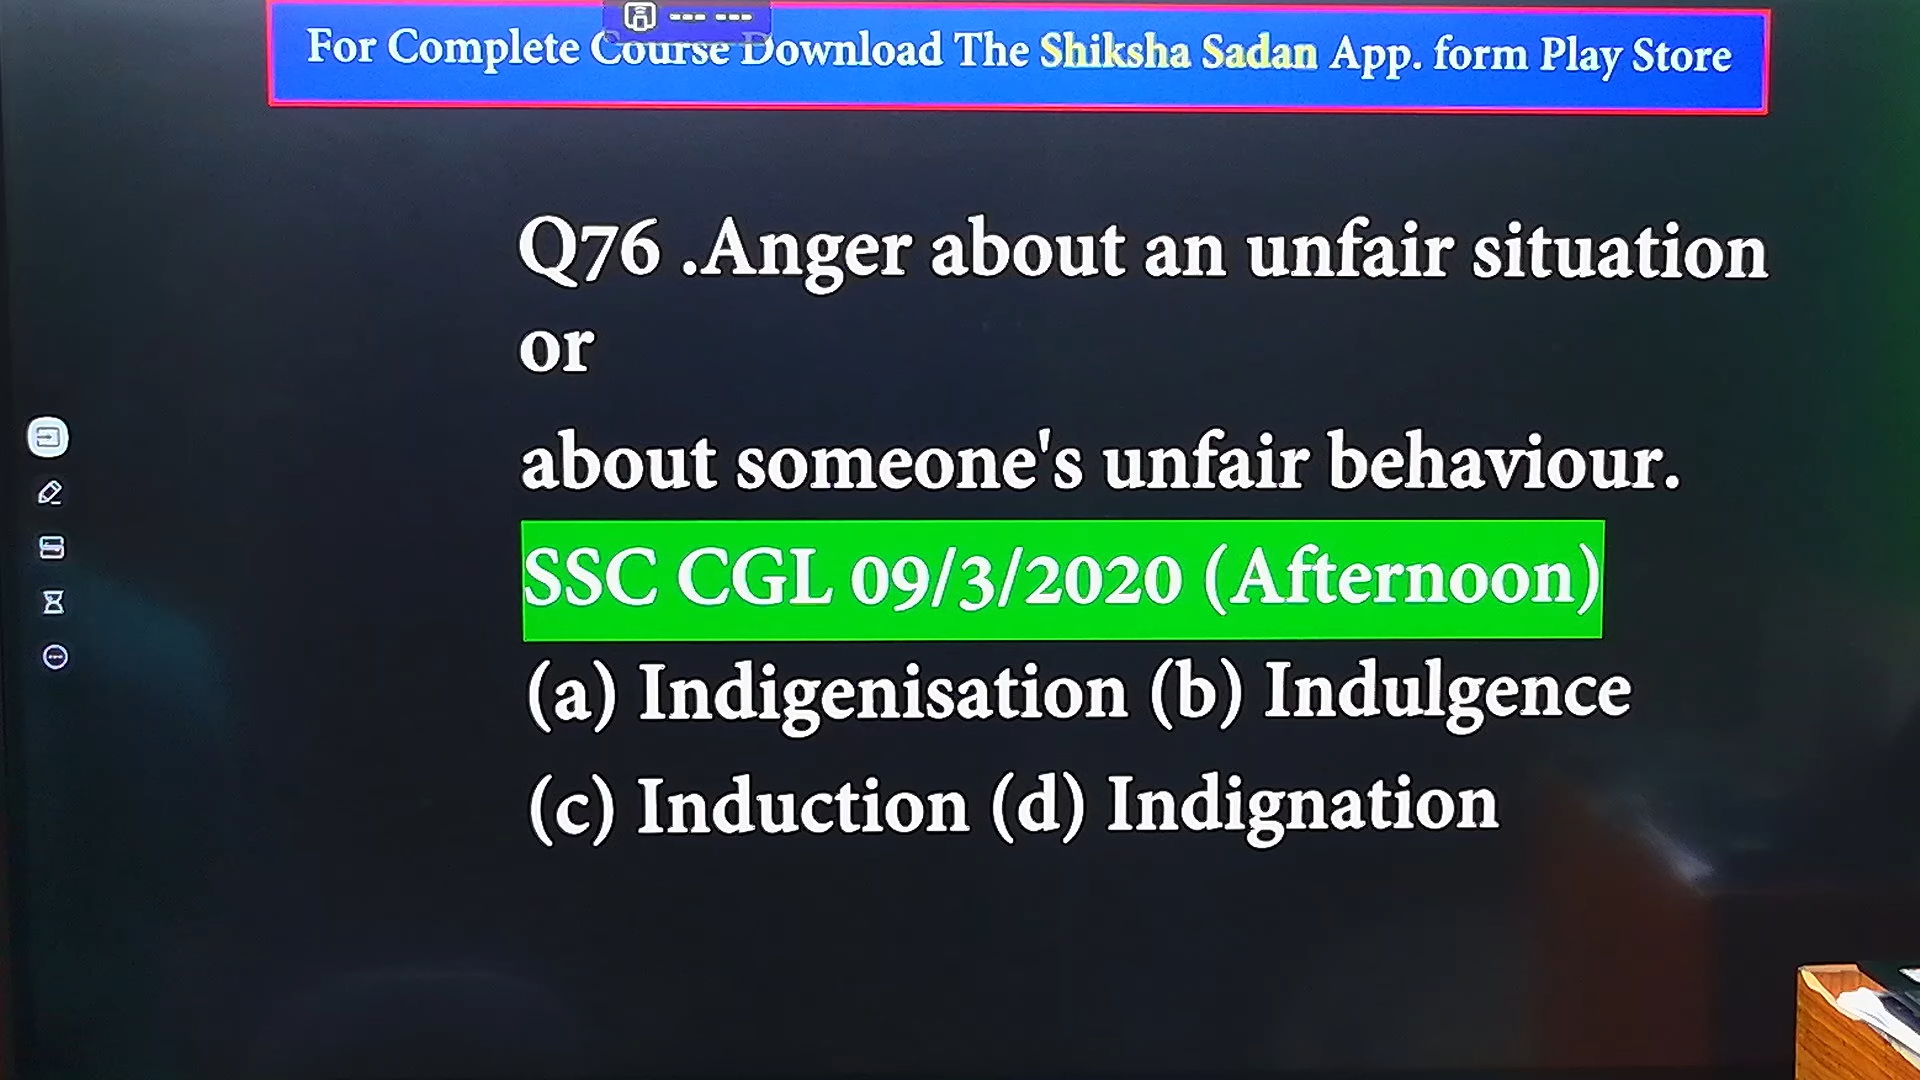 For Complete Course Download The Shiksha Sadan App. form Play Store
Q76 .Anger about an unfair situation
or
about someone's unfair behaviour.
SSC CGL 09/3/2020 (Afternoon)
(a) Indigenisation (b) Indulgence
(c) Induction (d) Indignation